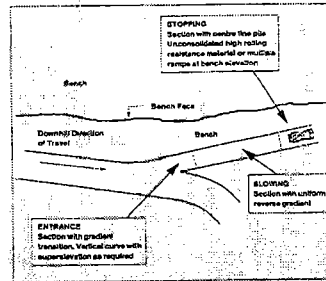 STOPPING
Section with centre line pile
Unconsolidated high rolling
resistance material or multiple
ramps at bench elevation
Bench
Bench Face
Downhill Direction
of Travel
Bench
SLOWING
Section with uniform
reverse gradient
ENTRANCE
Section with gradient
transition, Vertical curve with
superelevation as required